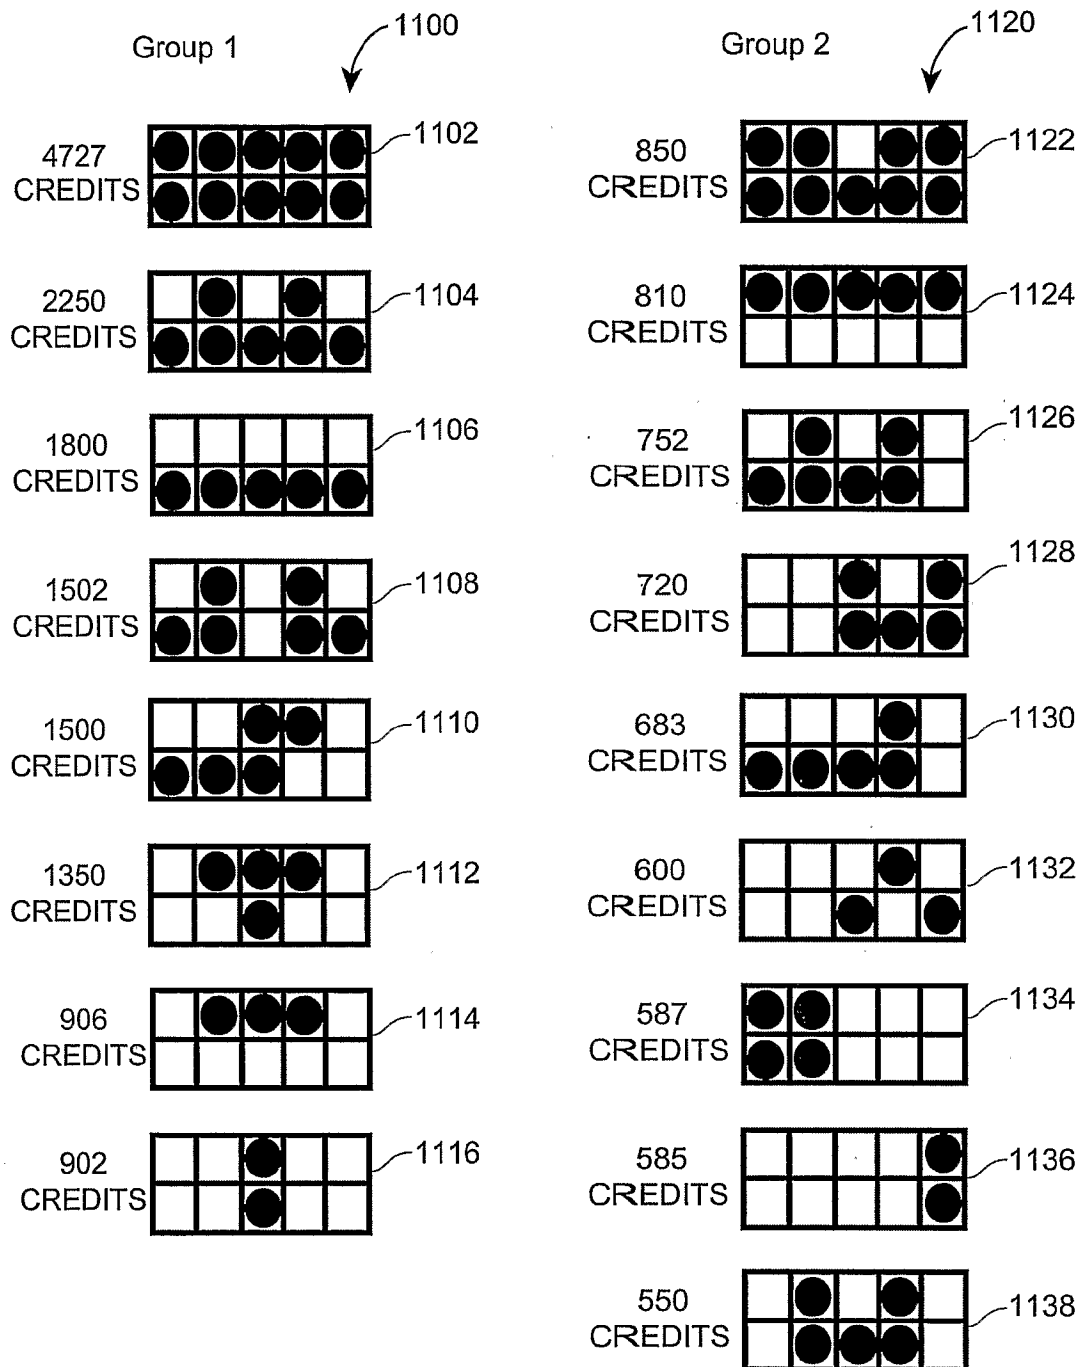 Group 1
1100
4727
CREDITS
1102
2250
CREDITS
1104
1800
CREDITS
1106
1502
CREDITS
1108
1500
CREDITS
1110
1350
CREDITS
1112
906
CREDITS
1114
902
CREDITS
1116
Group 2
1120
850
CREDITS
1122
810
CREDITS
1124
752
CREDITS
1126
720
CREDITS
1128
683
CREDITS
1130
600
CREDITS
1132
587
CREDITS
1134
585
CREDITS
1136
550
CREDITS
1138